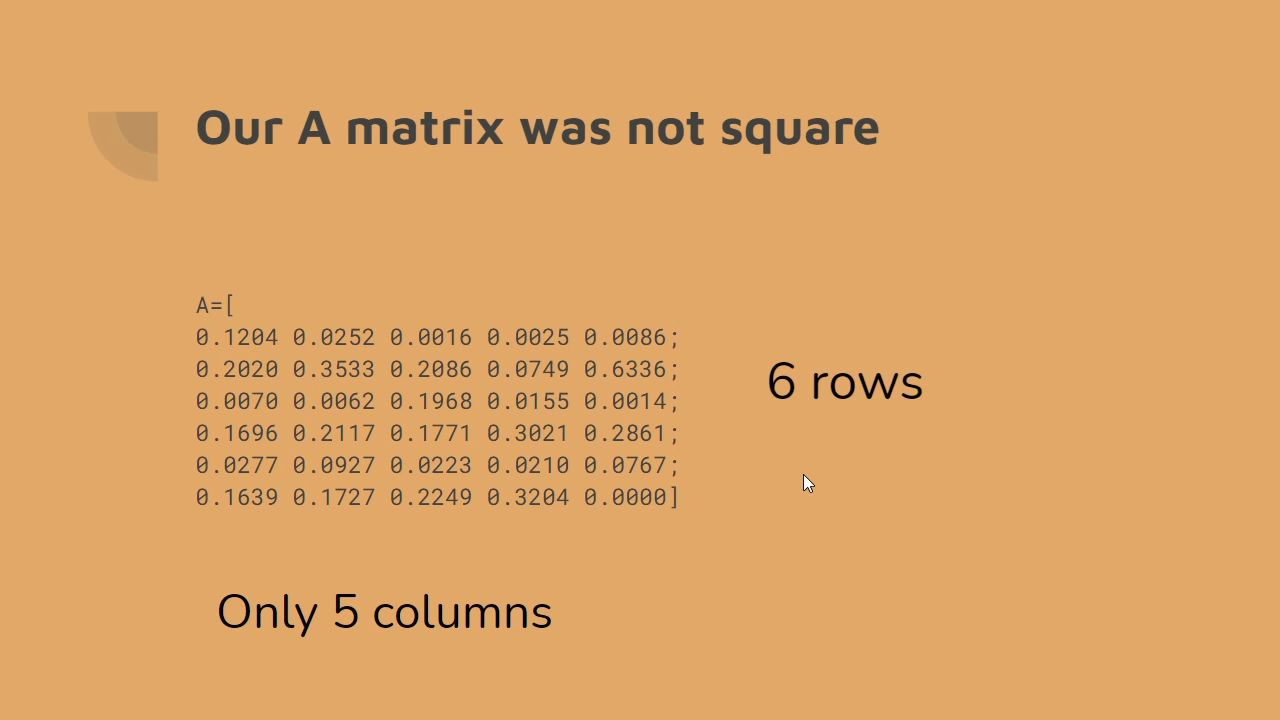 Our A matrix was not square
A=[
0.1204 0.0252 0.0016 0.0025 0.0086;
0.2020 0.3533 0.2086 0.0749 0.6336;
0.0070 0.0062 0.1968 0.0155 0.0014;
0.1696 0.2117 0.1771 0.3021 0.2861;
0.0277 0.0927 0.0223 0.0210 0.0767;
0.1639 0.1727 0.2249 0.3204 0.0000]
6 rows
Only 5 columns